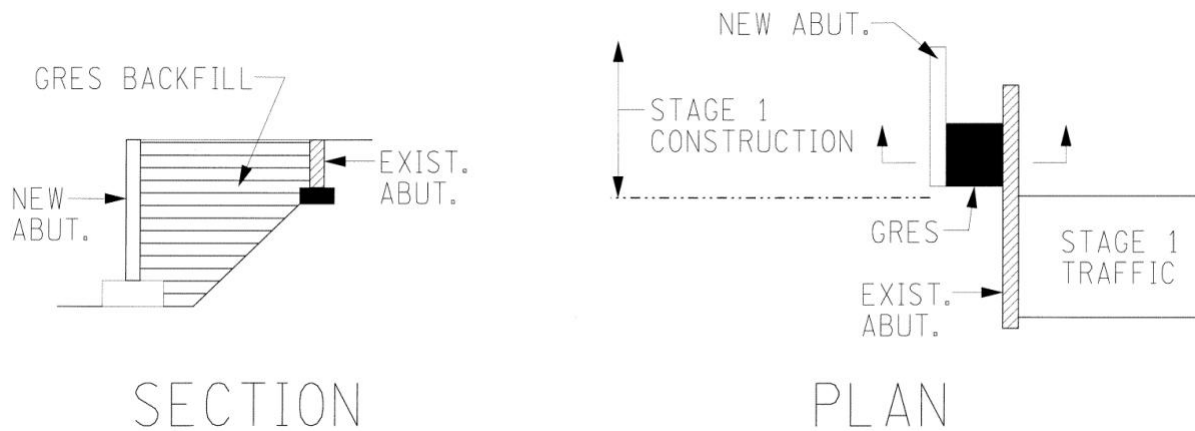 GRES BACKFILL
NEW
ABUT.
EXIST.
ABUT.
SECTION
NEW ABUT.
STAGE 1
CONSTRUCTION
GRES
EXIST.
ABUT.
STAGE 1
TRAFFIC
PLAN